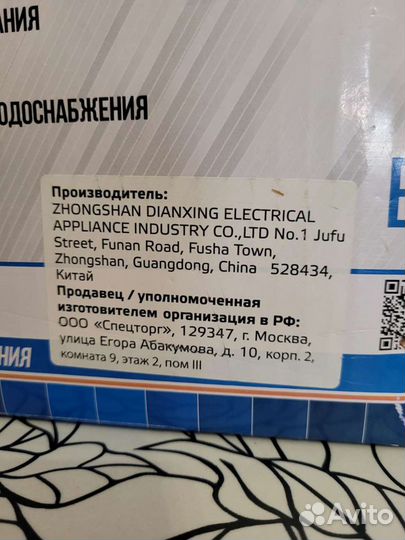 АНИЯ
ОДОСНАБЖЕНИЯ
Производитель:
ZHONGSHAN DIANXING ELECTRICAL
APPLIANCE INDUSTRY CO.,LTD No.1 Jufu
Street, Funan Road, Fusha Town,
Zhongshan, Guangdong, China 528434,
Китай
Продавец / уполномоченная
изготовителем организация в РФ:
ООО «Спецторг», 129347, г. Москва,
улица Егора Абакумова, д. 10, корп. 2,
комната 9, этаж 2, пом III
НИЯ
Avito